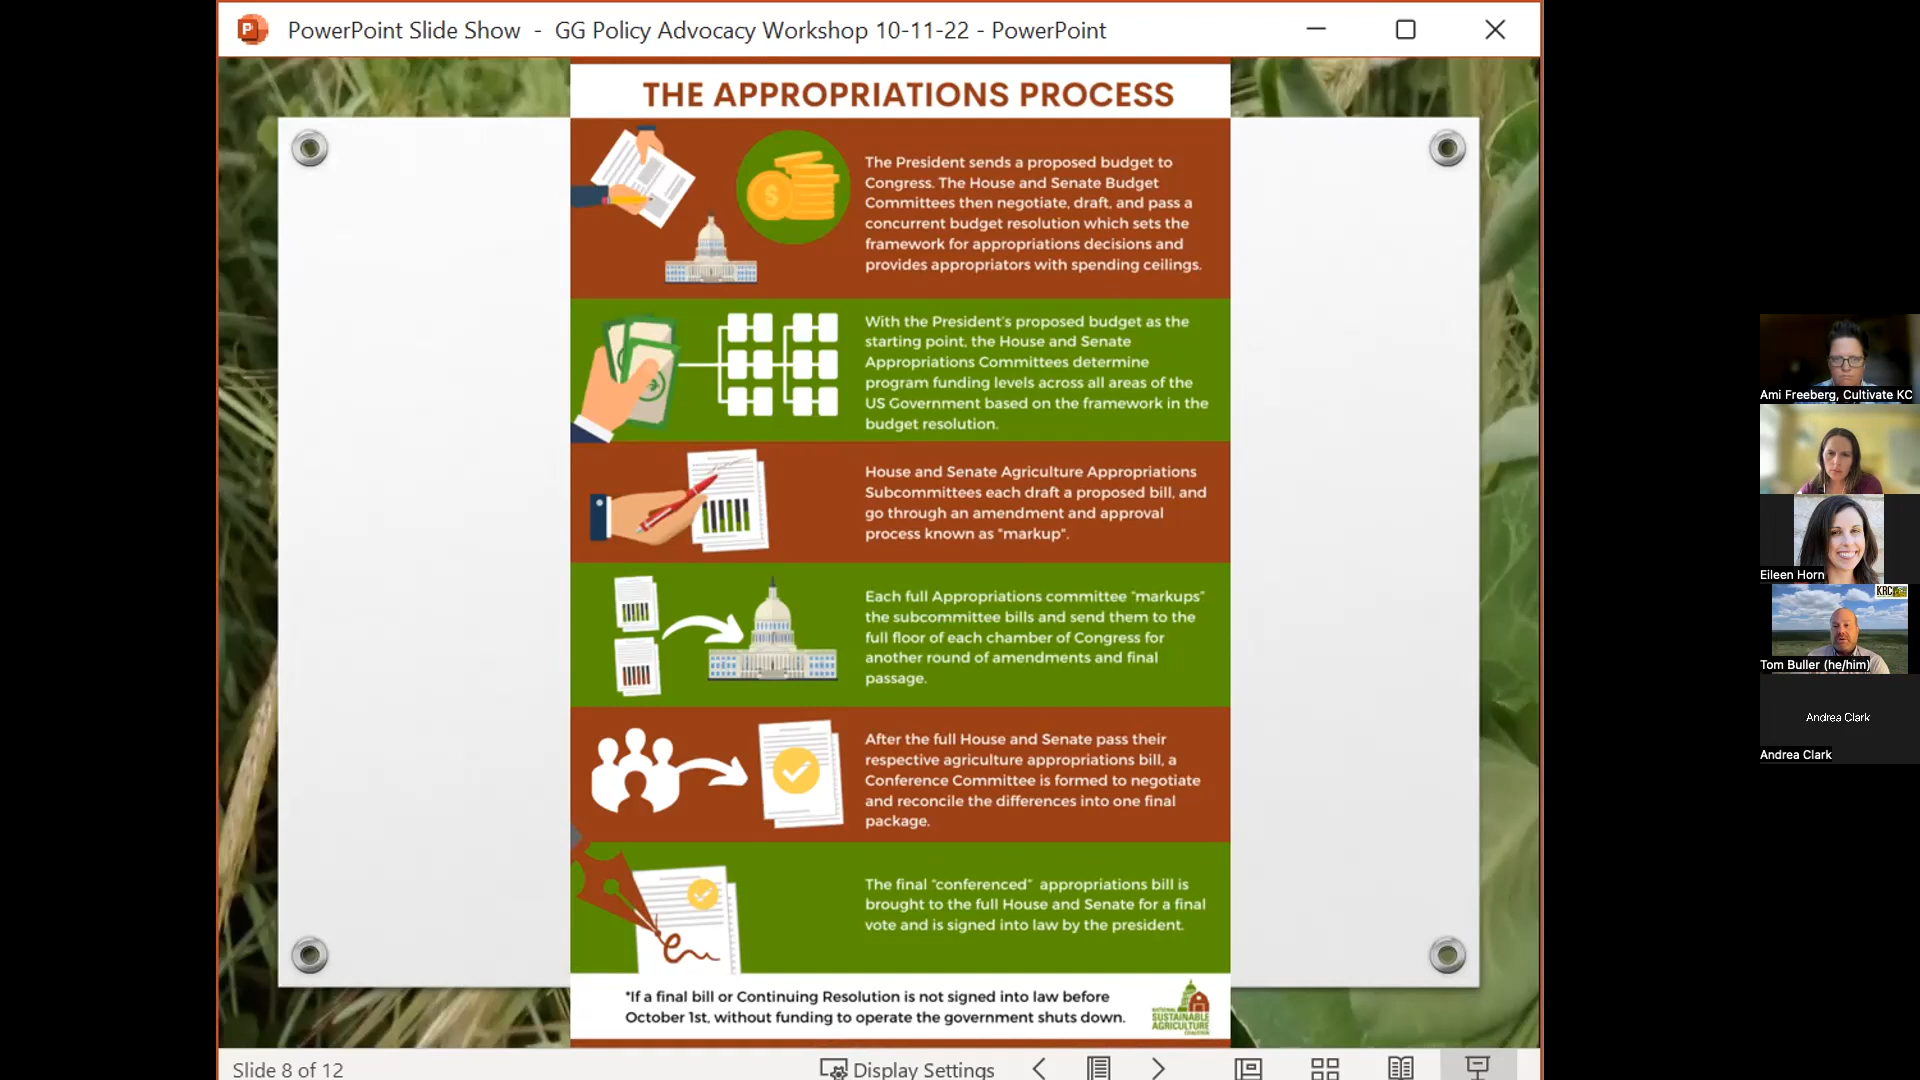 PowerPoint Slide Show - GG Policy Advocacy Workshop 10-11-22 - PowerPoint
THE APPROPRIATIONS PROCESS
The President sends a proposed budget to
Congress. The House and Senate Budget
Committees then negotiate, draft, and pass a
concurrent budget resolution which sets the
framework for appropriations decisions and
provides appropriators with spending ceilings.
With the President's proposed budget as the
starting point, the House and Senate
Appropriations Committees determine
program funding levels across all areas of the
US Government based on the framework in the
budget resolution.
House and Senate Agriculture Appropriations
Subcommittees each draft a proposed bill, and
go through an amendment and approval
process known as "markup".
Each full Appropriations committee "markups"
the subcommittee bills and send them to the
full floor of each chamber of Congress for
another round of amendments and final
passage.
After the full House and Senate pass their
respective agriculture appropriations bill, a
Conference Committee is formed to negotiate
and reconcile the differences into one final
package.
The final "conferenced" appropriations bill is
brought to the full House and Senate for a final
vote and is signed into law by the president.
*If a final bill or Continuing Resolution is not signed into law before
October 1st, without funding to operate the government shuts down.
NATIONAL
SUSTAINABLE
AGRICULTURE
COALITION
Slide 8 of 12
Display Settings
Ami Freeberg, Cultivate KC
Eileen Horn
KRC
Tom Buller (he/him)
Andrea Clark
Andrea Clark